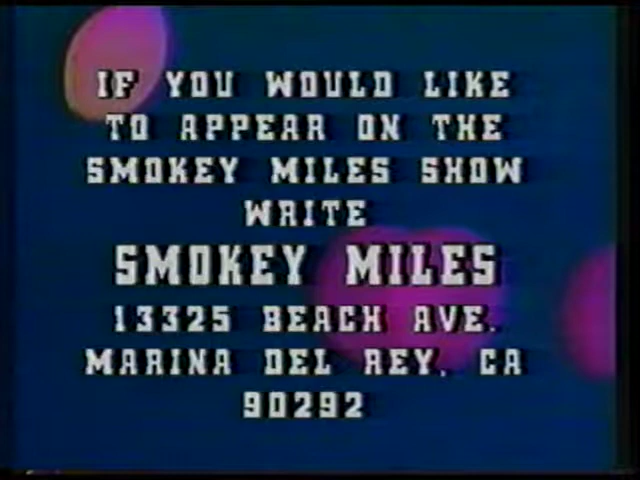 IF YOU WOULD LIKE
TO APPEAR ON THE
SMOKEY MILES SHOW
WRITE
SMOKEY MILES
13325 BEACH AVE.
MARINA DEL REY, CA
90292